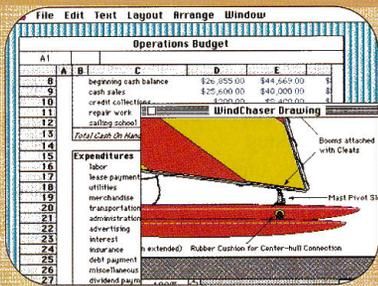 File Edit Text Layout Arrange Window
Operations Budget
A1
A B C D E
8 beginning cash balance $26,855.00 $44,669.00 $
9 cash sales $25,600.00 $40,000.00 $
10 credit collections
11 repair work
12 sailing school
13 Total Cash On Hand
14
15 Expenditures
16 labor
17 lease payment
18 utilities
19 merchandise
20 transportation
21 administration
22 advertising
23 interest
24 insurance
25 debt payment
26 miscellaneous
27 dividend paym
WindChaser Drawing
Booms attached
with Cleats
Mast Pivot Sl
n extended) Rubber Cushion for Center-hull Connection